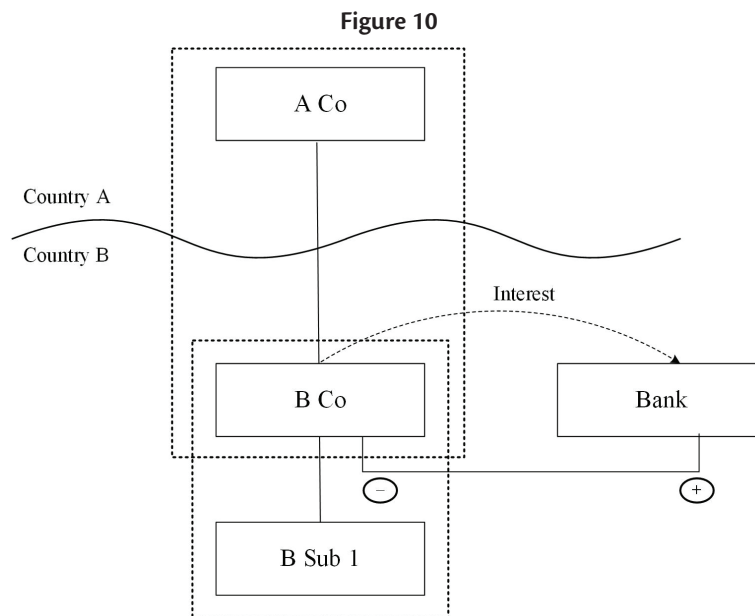 Figure 10
A Co
Country A
Country B
Interest
B Co
Bank
–
+
B Sub 1